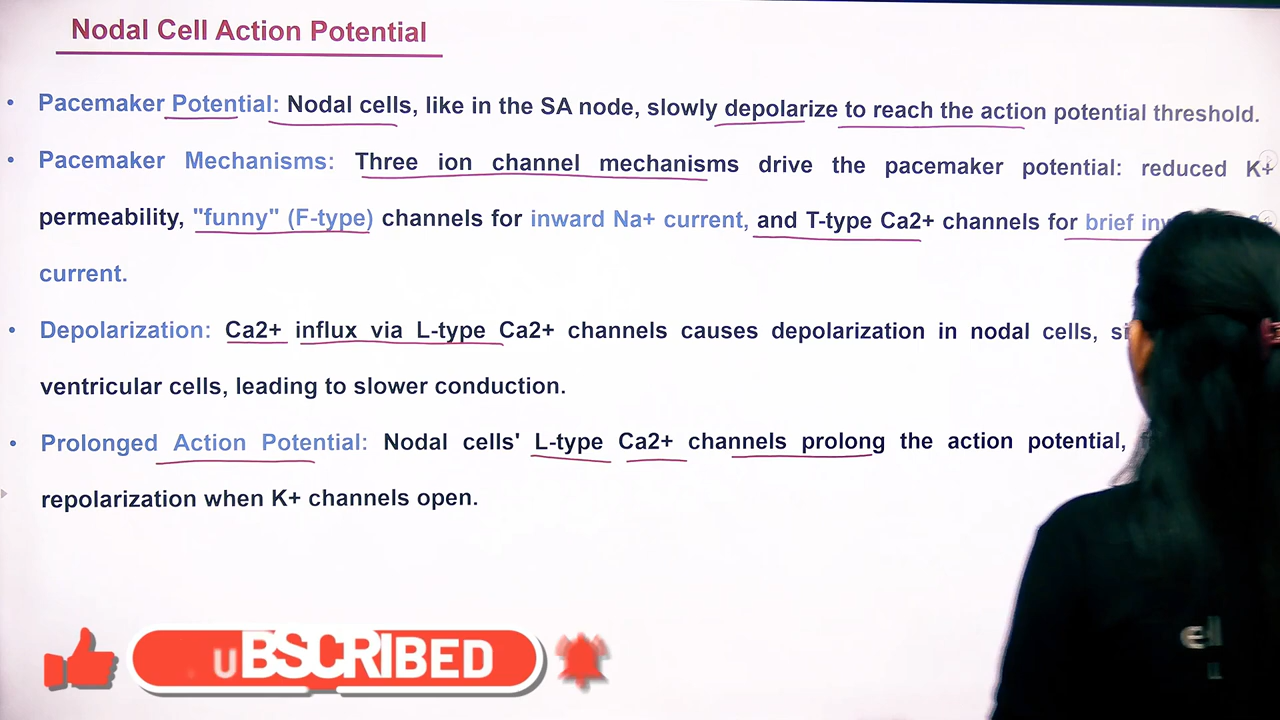 Nodal Cell Action Potential
• Pacemaker Potential: Nodal cells, like in the SA node, slowly depolarize to reach the action potential threshold.
• Pacemaker Mechanisms: Three ion channel mechanisms drive the pacemaker potential: reduced K+
permeability, "funny" (F-type) channels for inward Na+ current, and T-type Ca2+ channels for brief
current.
• Depolarization: Ca2+ influx via L-type Ca2+ channels causes depolarization in nodal cells,
ventricular cells, leading to slower conduction.
• Prolonged Action Potential: Nodal cells' L-type Ca2+ channels prolong the action potential,
repolarization when K+ channels open.
UBSCRIBED